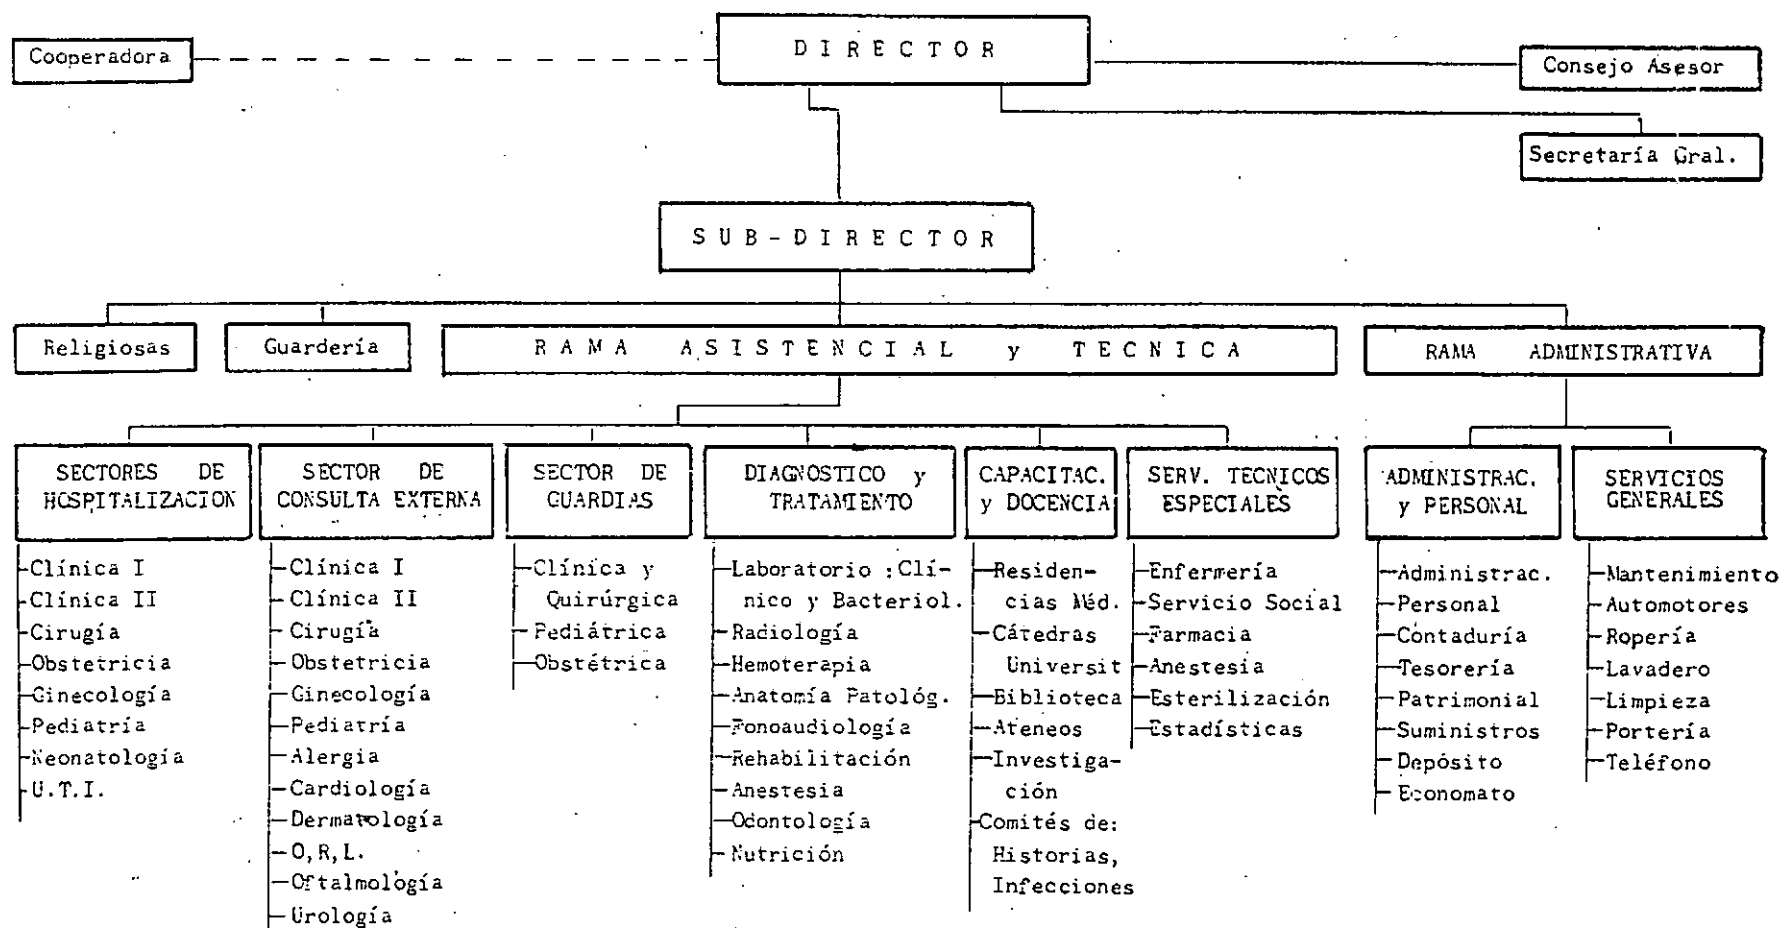 DIRECTOR
Cooperadora
Consejo Asesor
Secretaría Gral.
SUB-DIRECTOR
Religiosas
Guardería
RAMA ASISTENCIAL y TECNICA
RAMA ADMINISTRATIVA
SECTORES DE
HOSPITALIZACION
Clínica I
Clínica II
Cirugía
Obstetricia
Ginecología
Pediatría
Neonatología
U.T.I.
SECTOR DE
CONSULTA EXTERNA
Clínica I
Clínica II
Cirugía
Obstetricia
Ginecología
Pediatría
Alergia
Cardiología
Dermatología
O,R,L.
Oftalmología
Urología
SECTOR DE
GUARDIAS
Clínica y
Quirúrgica
Pediátrica
Obstétrica
DIAGNOSTICO y
TRATAMIENTO
Laboratorio :Clí-
nico y Bacteriol.
Radiología
Hemoterapia
Anatomía Patológ.
Fonoaudiología
Rehabilitación
Anestesia
Odontología
Nutrición
CAPACITAC.
y DOCENCIA
Residen-
cias Méd.
Cátedras
Universit
Biblioteca
Ateneos
Investiga-
ción
Comités de:
Historias,
Infecciones
SERV. TECNICOS
ESPECIALES
Enfermería
Servicio Social
Farmacia
Anestesia
Esterilización
Estadísticas
ADMINISTRAC.
y PERSONAL
Administrac.
Personal
Contaduría
Tesorería
Patrimonial
Suministros
Depósito
Economato
SERVICIOS
GENERALES
Mantenimiento
Automotores
Ropería
Lavadero
Limpieza
Portería
Teléfono